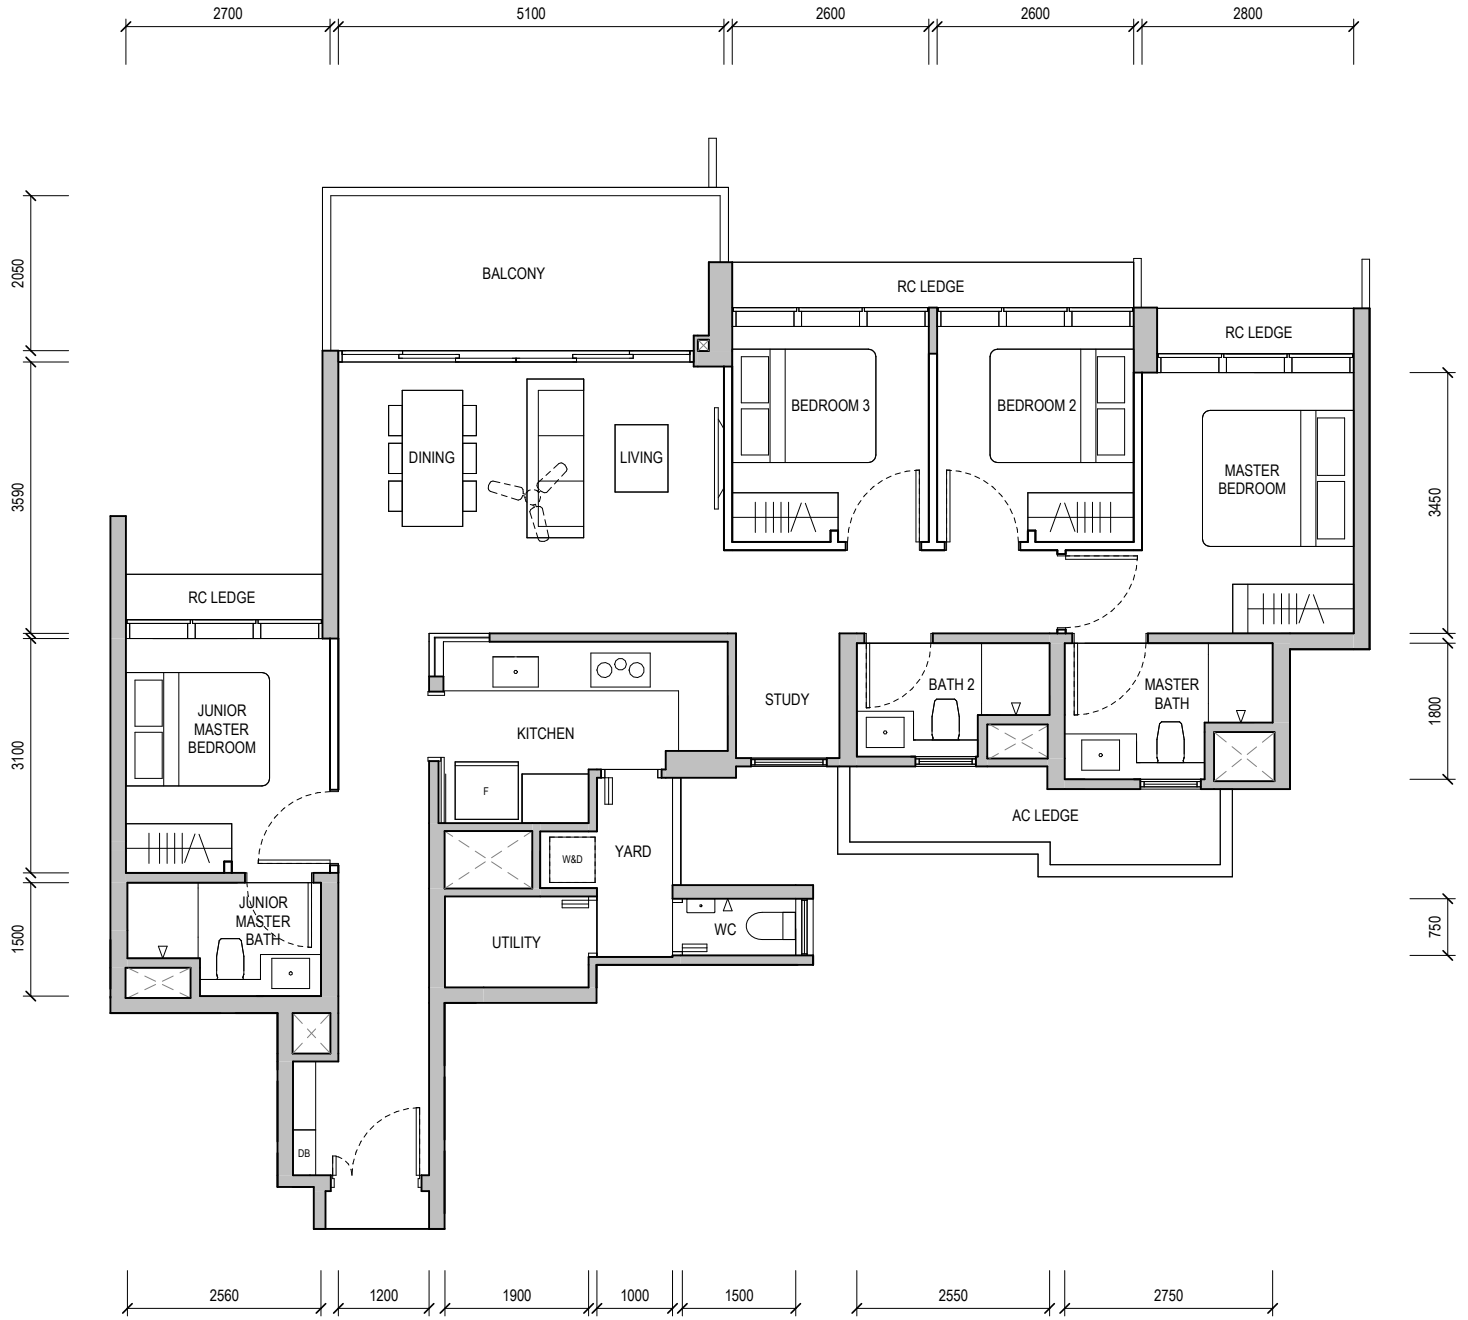 2700
5100
2600
2600
2800
2050
3590
3100
1500
BALCONY
RC LEDGE
RC LEDGE
DINING
LIVING
BEDROOM 3
BEDROOM 2
MASTER
BEDROOM
3450
1800
750
RC LEDGE
JUNIOR
MASTER
BEDROOM
KITCHEN
STUDY
BATH 2
MASTER
BATH
F
AC LEDGE
W&D
YARD
JUNIOR
MASTER
BATH
UTILITY
WC
DB
2560
1200
1900
1000
1500
2550
2750